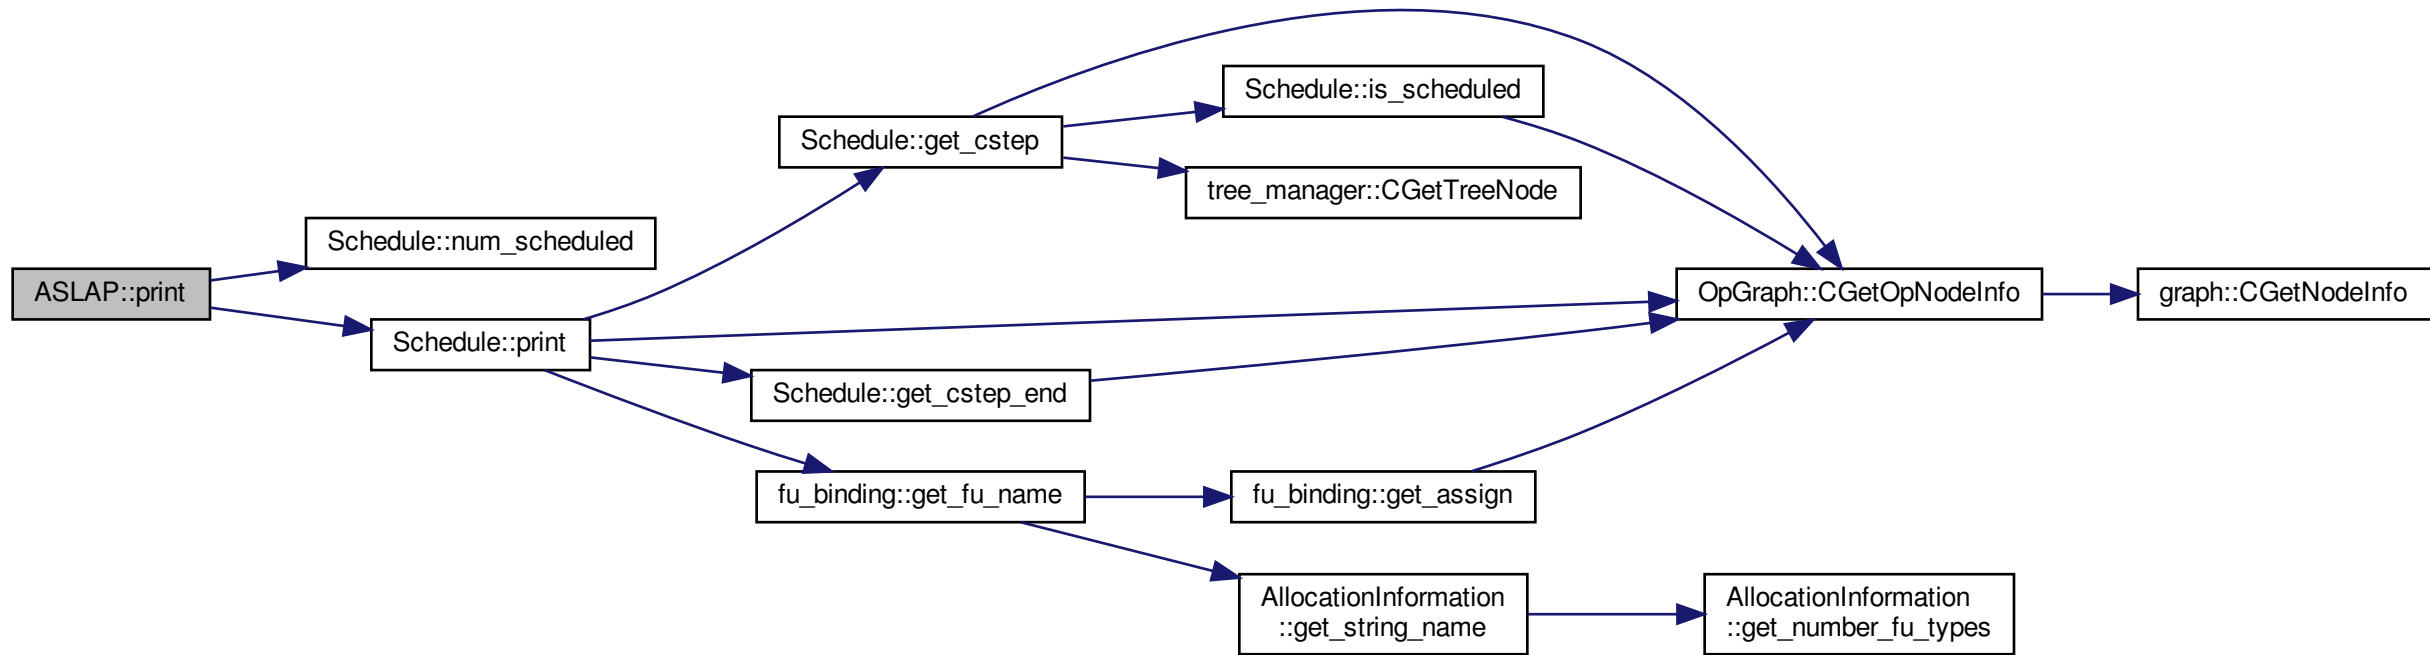 Schedule::is_scheduled
Schedule::get_cstep
tree_manager::CGetTreeNode
Schedule::num_scheduled
ASLAP::print
OpGraph::CGetOpNodeInfo
graph::CGetNodeInfo
Schedule::print
Schedule::get_cstep_end
fu_binding::get_fu_name
fu_binding::get_assign
AllocationInformation
::get_string_name
AllocationInformation
::get_number_fu_types